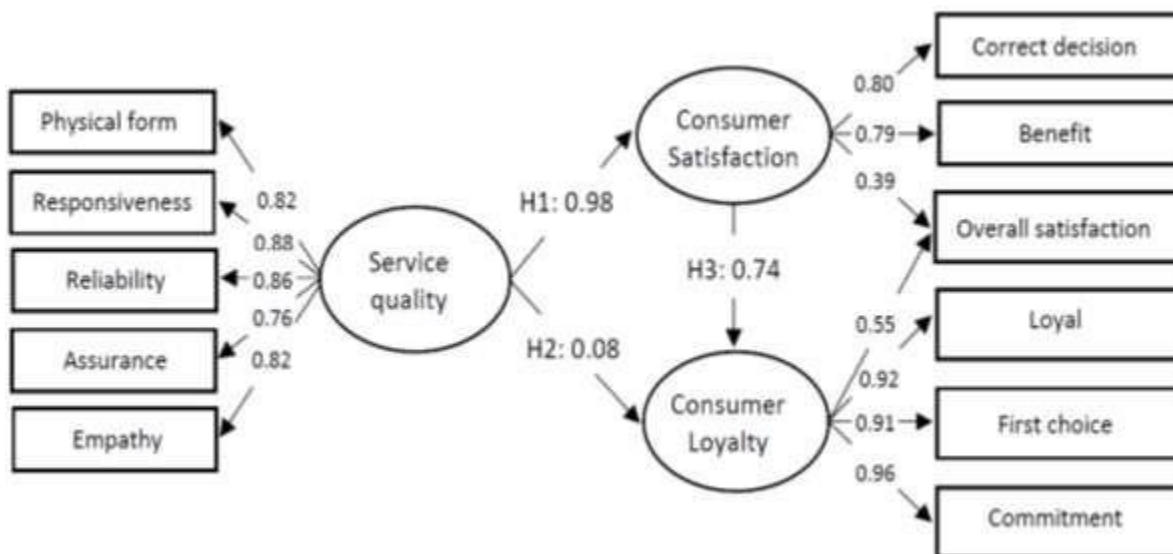 Physical form
Responsiveness
Reliability
Assurance
Empathy
0.82
0.88
0.86
0.76
0.82
Service
quality
H1: 0.98
H2: 0.08
Consumer
Satisfaction
H3: 0.74
Consumer
Loyalty
0.80
0.79
0.39
0.55
0.92
0.91
0.96
Correct decision
Benefit
Overall satisfaction
Loyal
First choice
Commitment